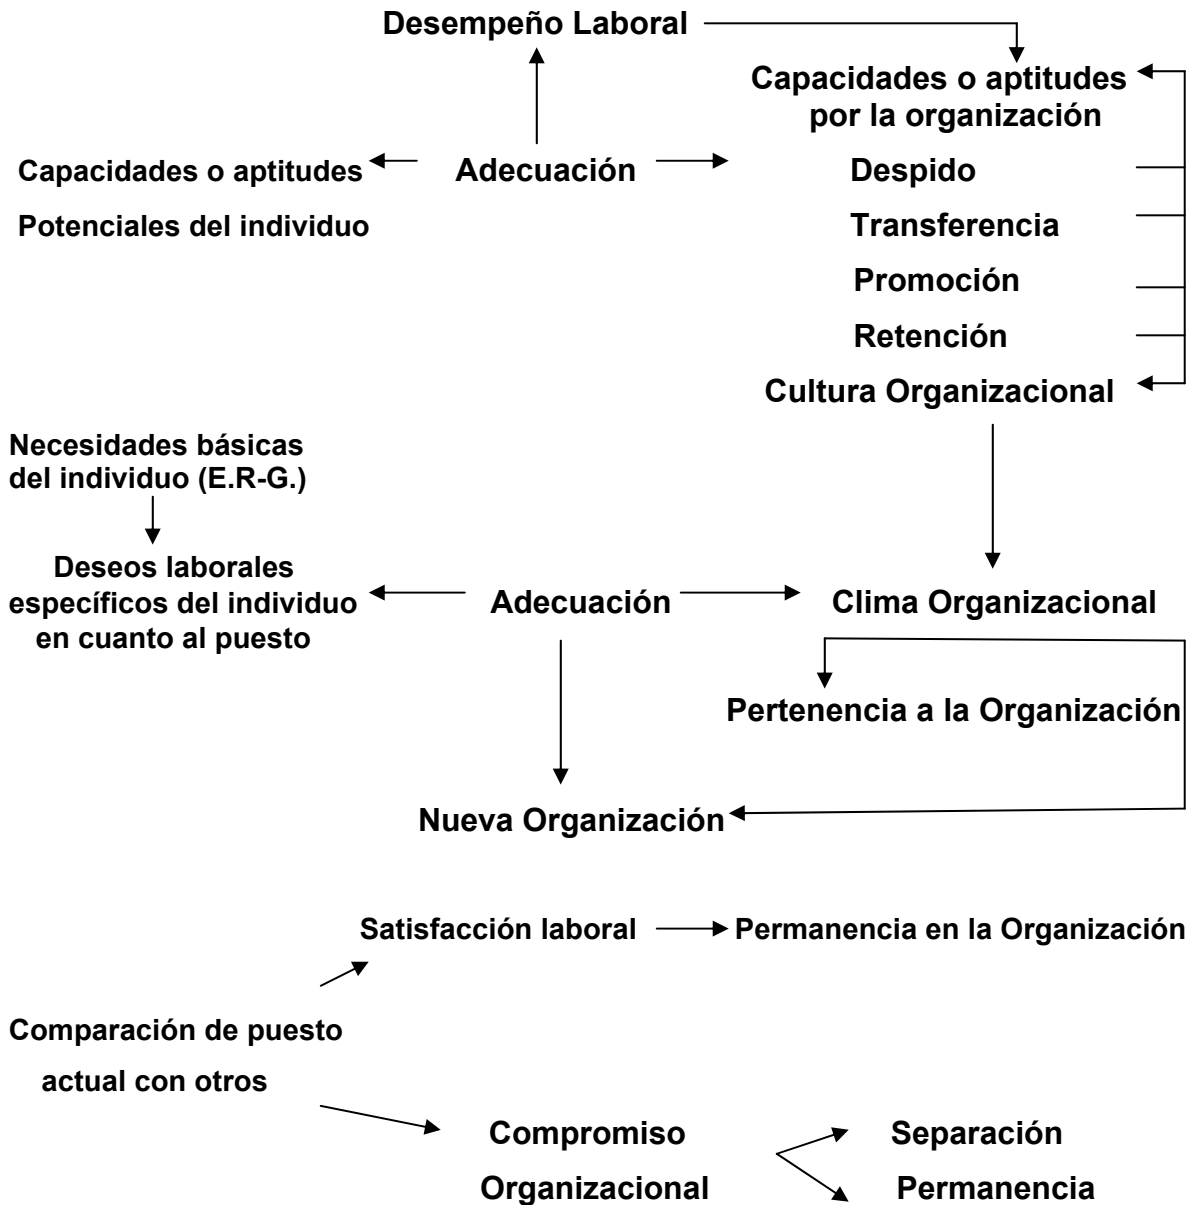 Desempeño Laboral
Capacidades o aptitudes
por la organización
Capacidades o aptitudes
Potenciales del individuo
Adecuación
Despido
Transferencia
Promoción
Retención
Cultura Organizacional
Necesidades básicas
del individuo (E.R-G.)
Deseos laborales
específicos del individuo
en cuanto al puesto
Adecuación
Clima Organizacional
Pertenencia a la Organización
Nueva Organización
Satisfacción laboral
Permanencia en la Organización
Comparación de puesto
actual con otros
Compromiso
Organizacional
Separación
Permanencia